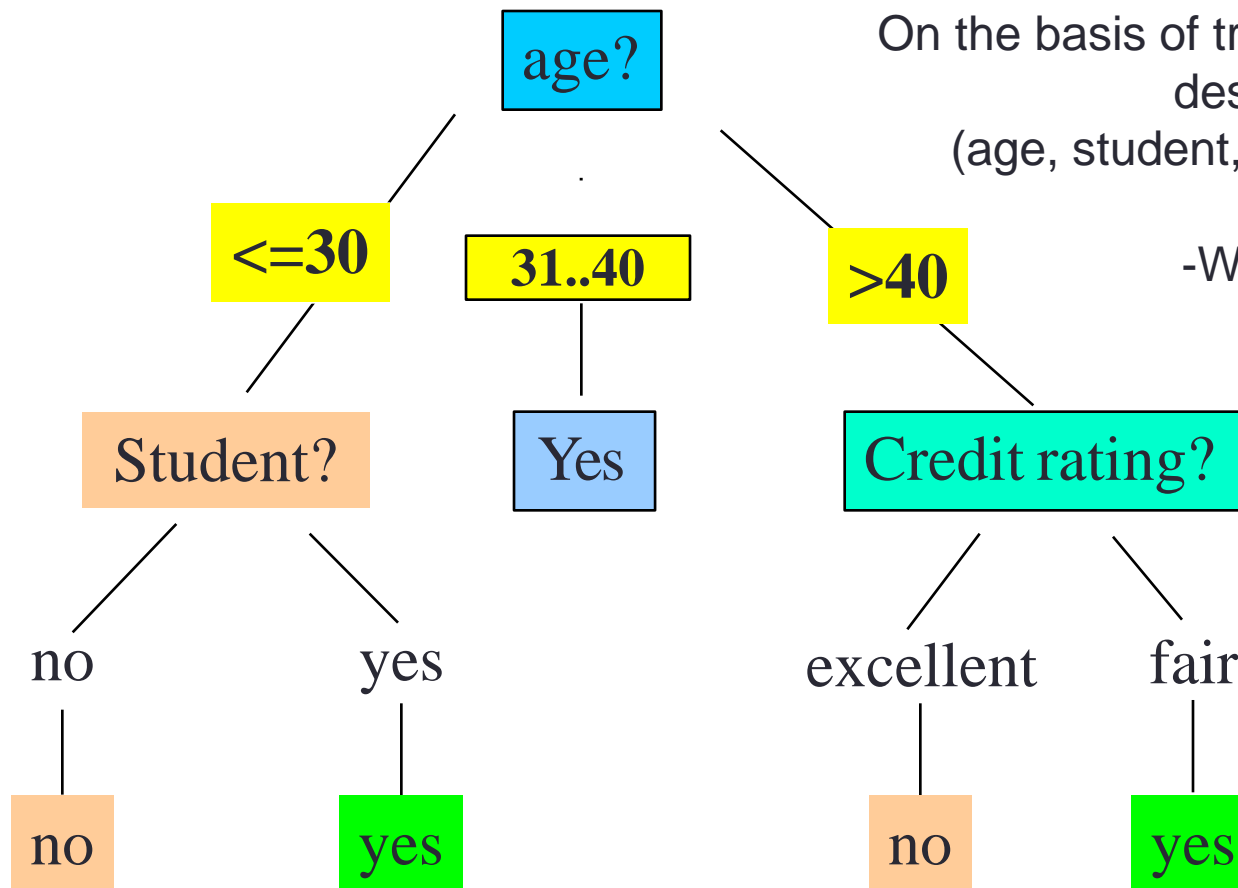 age?
On the basis of tr
des
(age, student,
-W
<=30
31..40
>40
Student?
Yes
Credit rating?
no
yes
excellent
fair
no
yes
no
yes